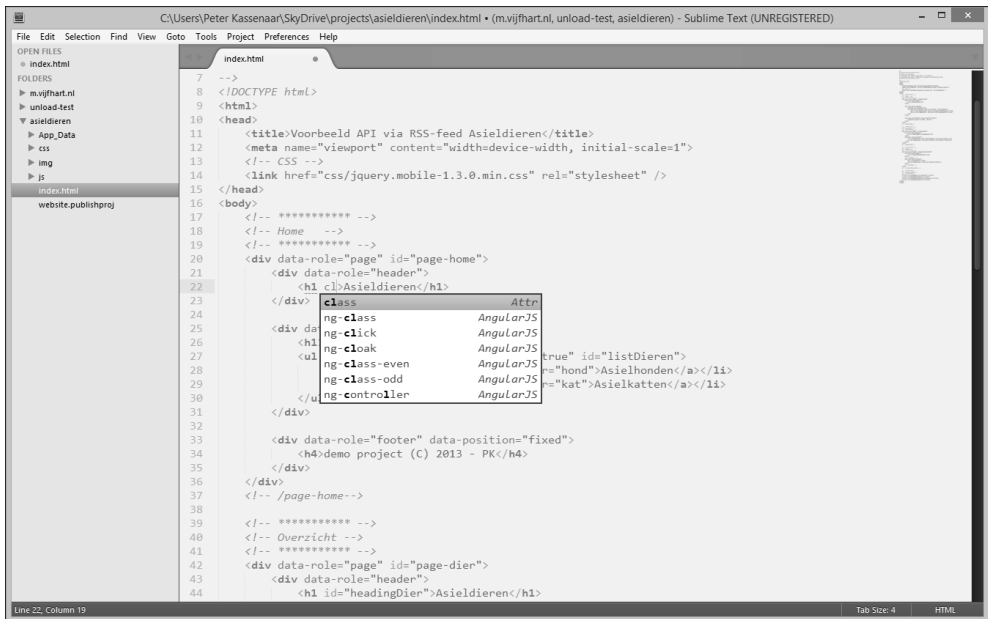 C:\Users\Peter Kassenaar\SkyDrive\projects\asieldieren\index.html • (m.vijfhart.nl, unload-test, asieldieren) - Sublime Text (UNREGISTERED)
File Edit Selection Find View Goto Tools Project Preferences Help
OPEN FILES
index.html
FOLDERS
m.vijfhart.nl
unload-test
asieldieren
App_Data
css
img
js
index.html
website.publishproj
index.html
7 -->
8 <!DOCTYPE html>
9 <html>
10 <head>
11 <title>Voorbeeld API via RSS-feed Asieldieren</title>
12 <meta name="viewport" content="width=device-width, initial-scale=1">
13 <!-- CSS -->
14 <link href="css/jquery.mobile-1.3.0.min.css" rel="stylesheet" />
15 </head>
16 <body>
17 <!-- *********** -->
18 <!-- Home -->
19 <!-- *********** -->
20 <div data-role="page" id="page-home">
21 <div data-role="header">
22 <h1 cl>Asieldieren</h1>
23 </div>
24
25 <div da
26 <h1
27 <ul true" id="listDieren">
28 r="hond">Asielhonden</a></li>
29 r="kat">Asielkatten</a></li>
30 </u
31 </div>
32
33 <div data-role="footer" data-position="fixed">
34 <h4>demo project (C) 2013 - PK</h4>
35 </div>
36 </div>
37 <!-- /page-home-->
38
39 <!-- *********** -->
40 <!-- Overzicht -->
41 <!-- *********** -->
42 <div data-role="page" id="page-dier">
43 <div data-role="header">
44 <h1 id="headingDier">Asieldieren</h1>
class Attr
ng-class AngularJS
ng-click AngularJS
ng-cloak AngularJS
ng-class-even AngularJS
ng-class-odd AngularJS
ng-controller AngularJS
Line 22, Column 19
Tab Size: 4 HTML